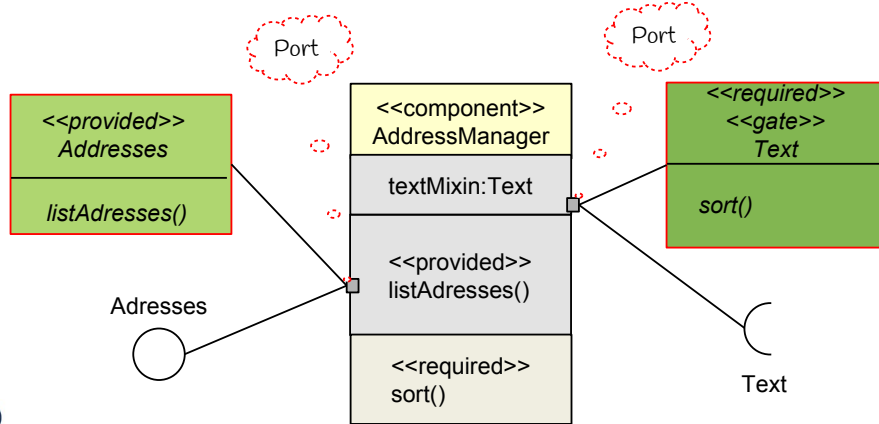 Port
Port
<<provided>>
Addresses
listAdresses()
<<component>>
AddressManager
textMixin:Text
<<provided>>
listAdresses()
<<required>>
sort()
<<required>>
<<gate>>
Text
sort()
Adresses
Text